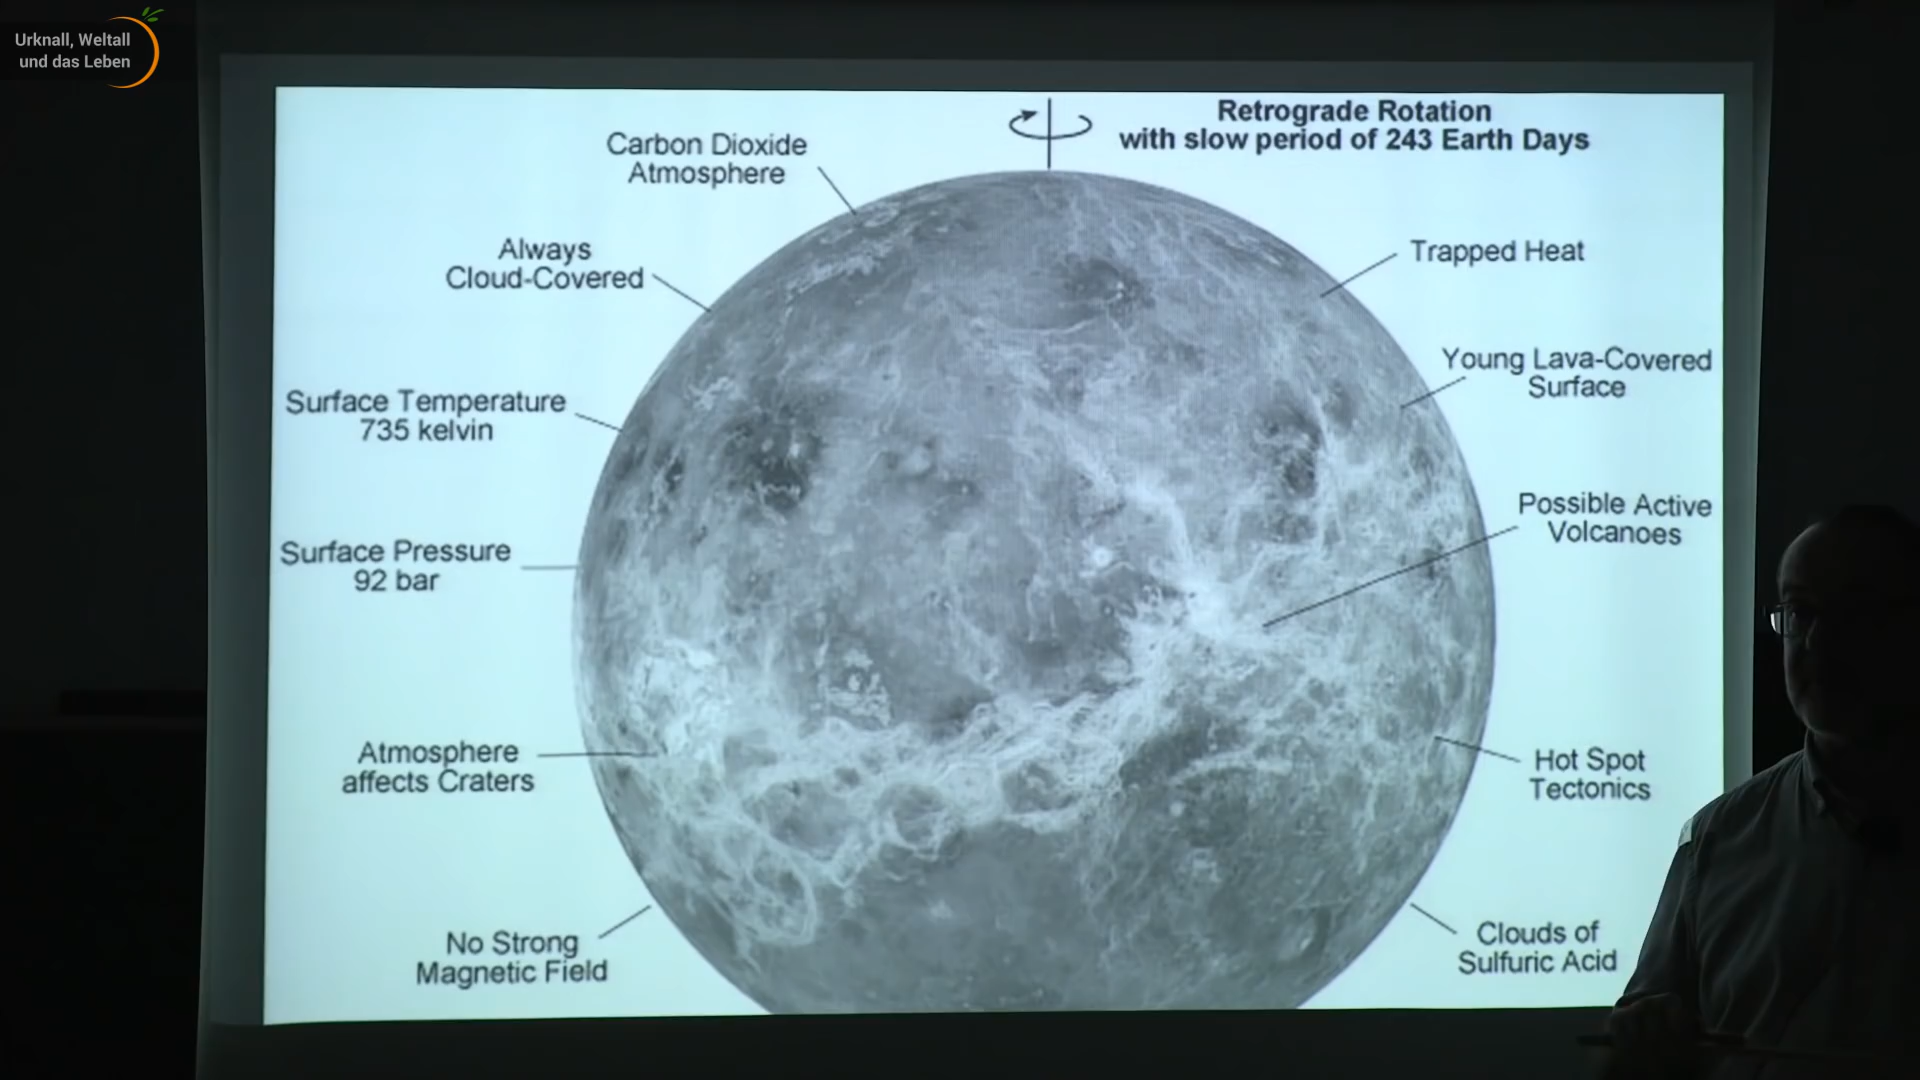 Urknall, Weltall
und das Leben
Retrograde Rotation
with slow period of 243 Earth Days
Carbon Dioxide
Atmosphere
Always
Cloud-Covered
Trapped Heat
Young Lava-Covered
Surface
Surface Temperature
735 kelvin
Possible Active
Volcanoes
Surface Pressure
92 bar
Atmosphere
affects Craters
Hot Spot
Tectonics
No Strong
Magnetic Field
Clouds of
Sulfuric Acid